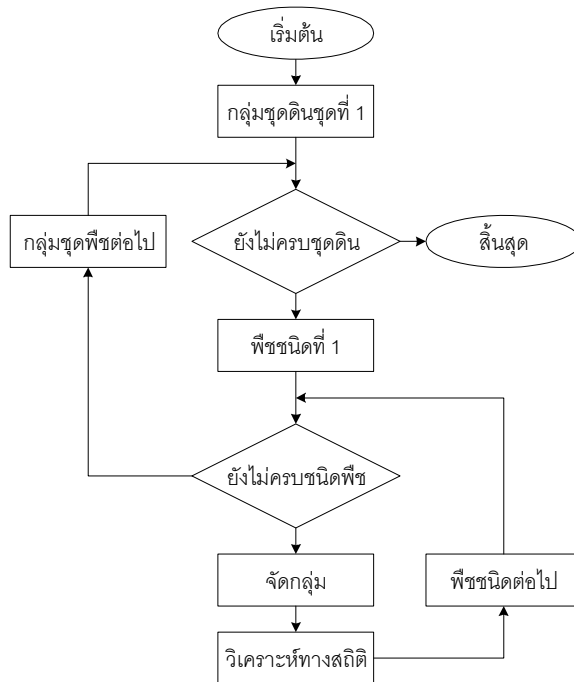 เริ่มต้น
กลุ่มชุดดินชุดที่ 1
กลุ่มชุดพืชต่อไป
ยังไม่ครบชุดดิน
สิ้นสุด
พืชชนิดที่ 1
ยังไม่ครบชนิดพืช
จัดกลุ่ม
พืชชนิดต่อไป
วิเคราะห์ทางสถิติ